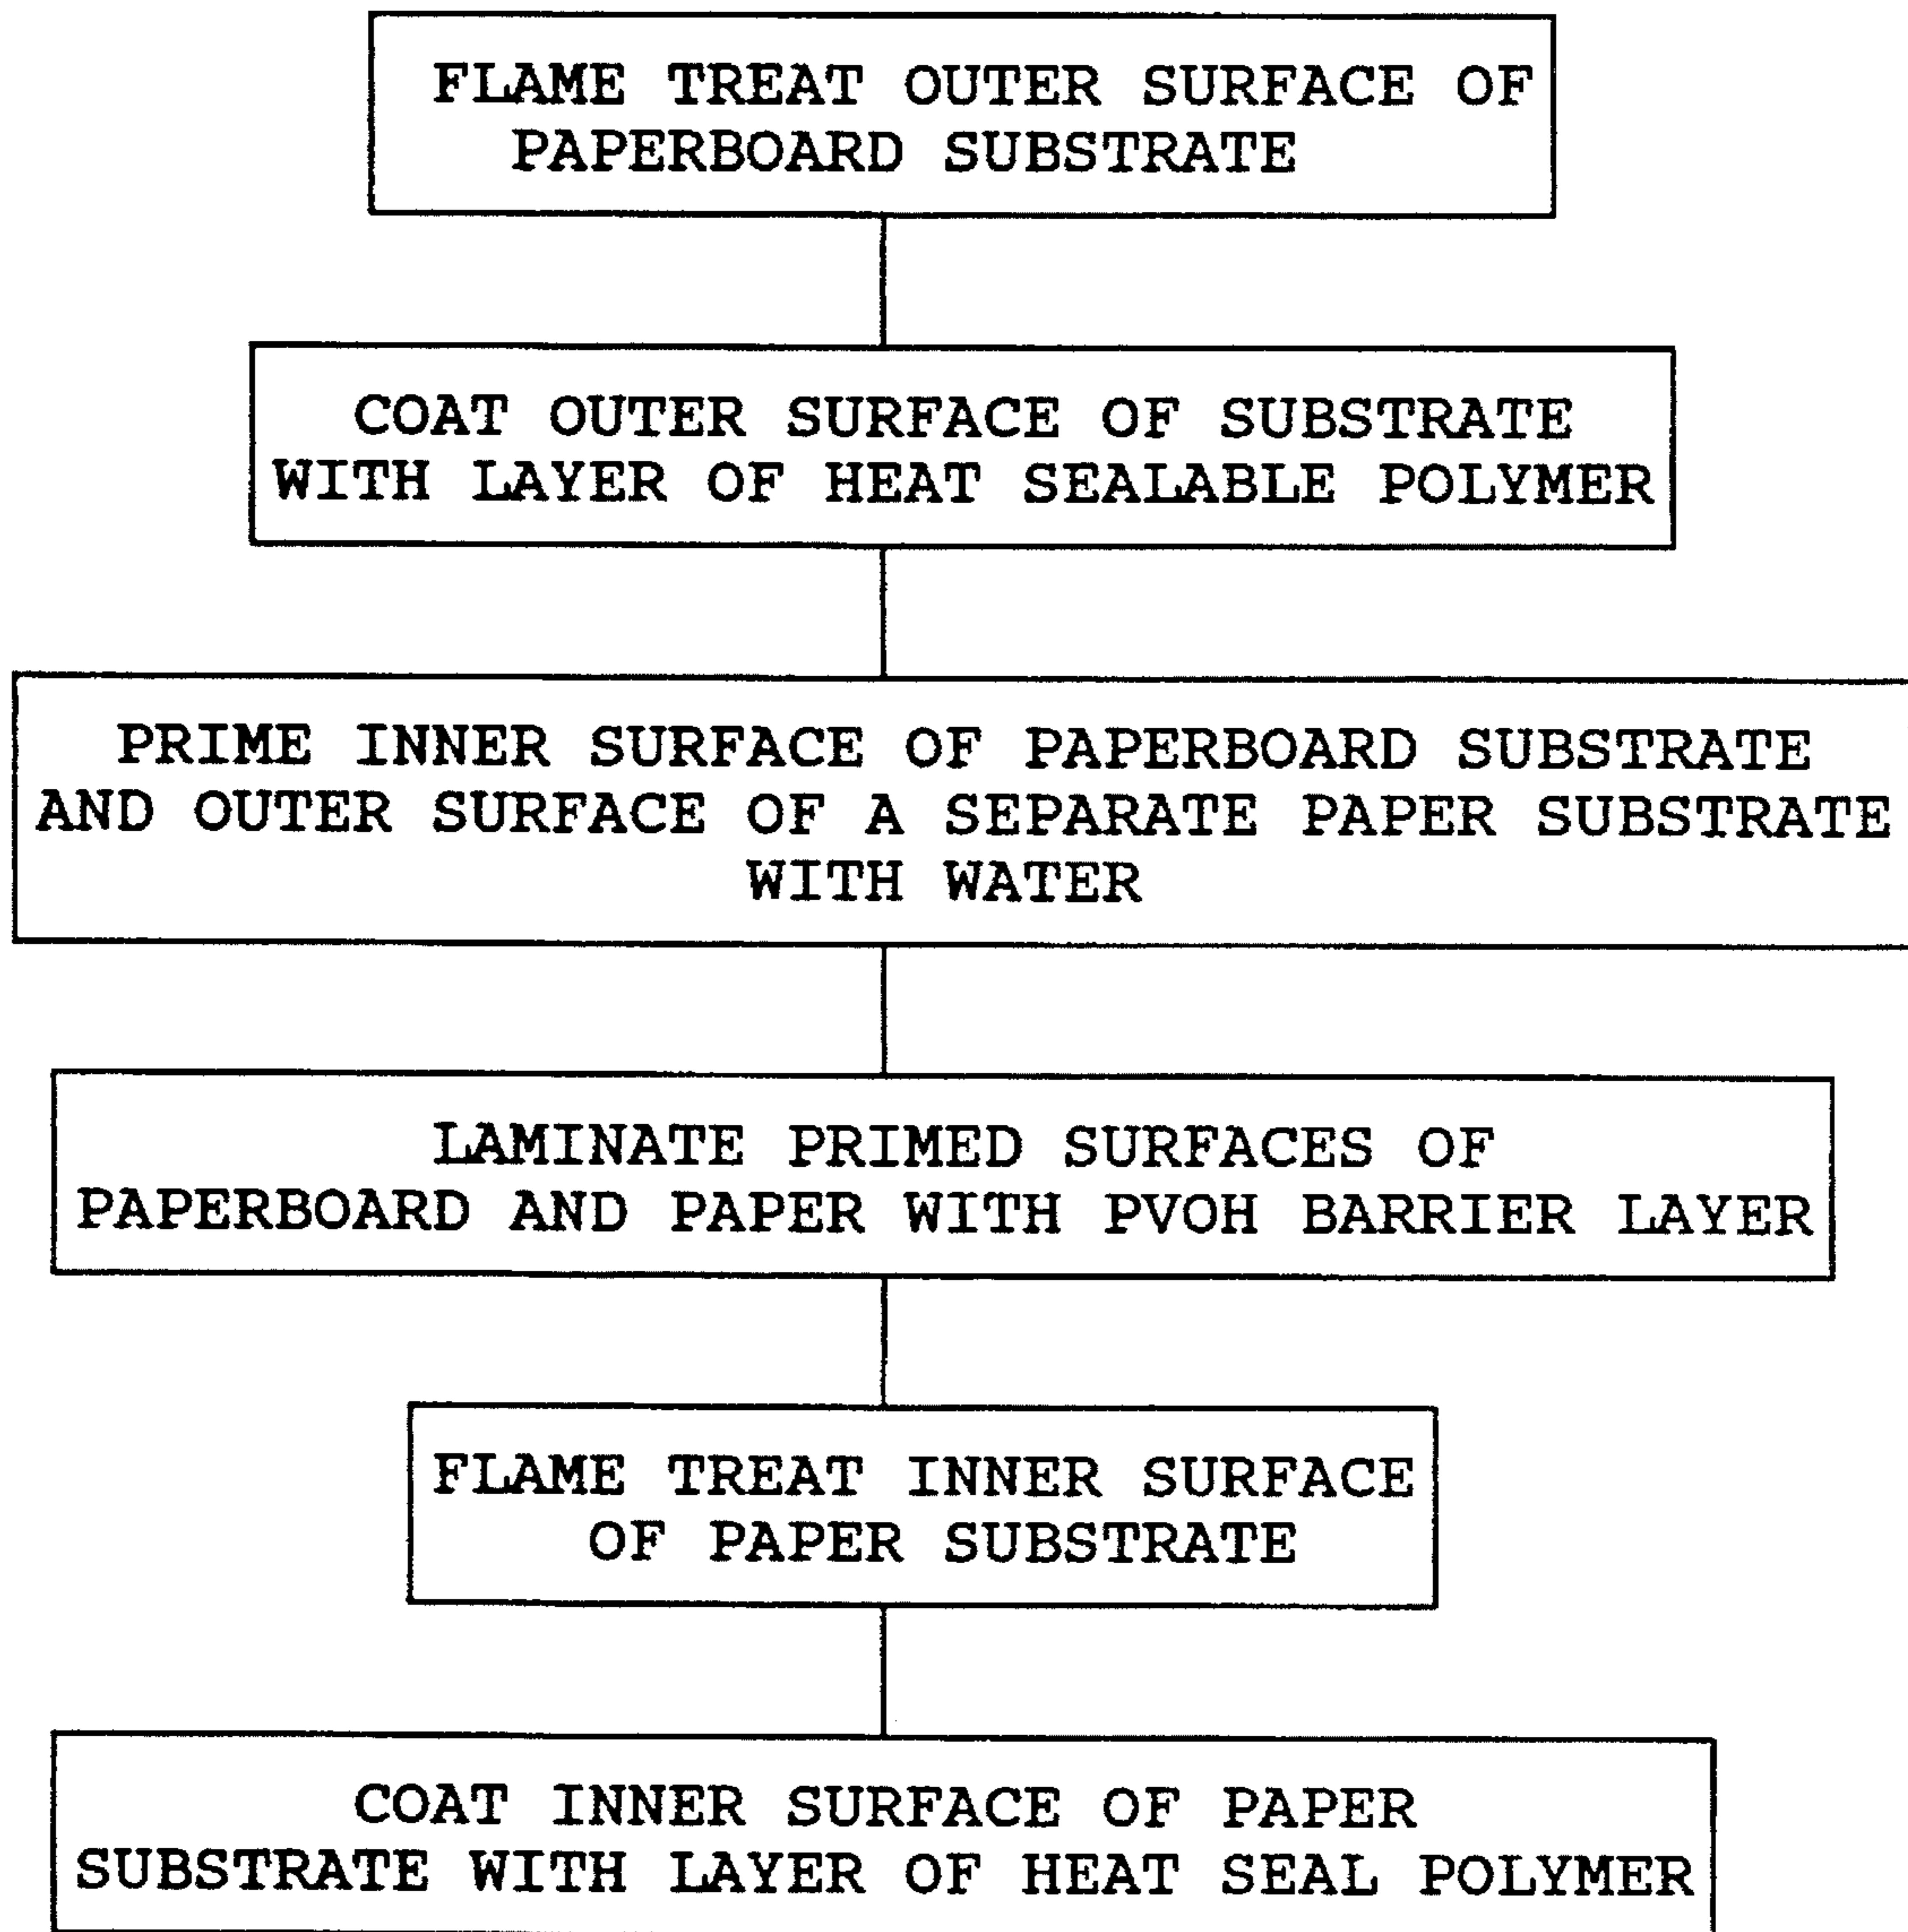 FLAME TREAT OUTER SURFACE OF
PAPERBOARD SUBSTRATE
COAT OUTER SURFACE OF SUBSTRATE
WITH LAYER OF HEAT SEALABLE POLYMER
PRIME INNER SURFACE OF PAPERBOARD SUBSTRATE
AND OUTER SURFACE OF A SEPARATE PAPER SUBSTRATE
WITH WATER
LAMINATE PRIMED SURFACES OF
PAPERBOARD AND PAPER WITH PVOH BARRIER LAYER
FLAME TREAT INNER SURFACE
OF PAPER SUBSTRATE
COAT INNER SURFACE OF PAPER
SUBSTRATE WITH LAYER OF HEAT SEAL POLYMER